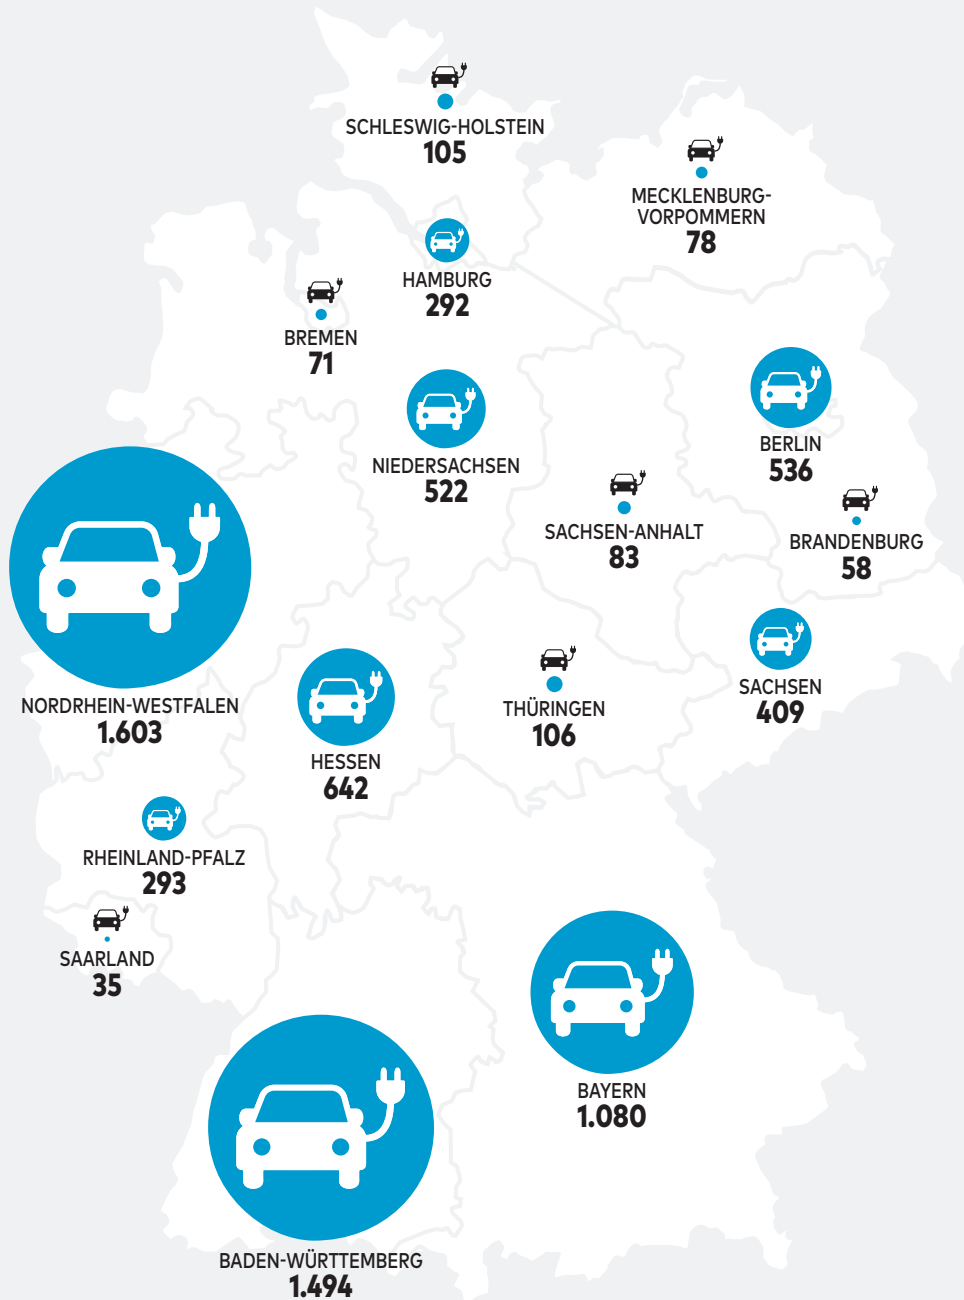 SCHLESWIG-HOLSTEIN
105
MECKLENBURG-
VORPOMMERN
78
HAMBURG
292
BREMEN
71
BERLIN
536
NIEDERSACHSEN
522
SACHSEN-ANHALT
83
BRANDENBURG
58
NORDRHEIN-WESTFALEN
1.603
HESSEN
642
THÜRINGEN
106
SACHSEN
409
RHEINLAND-PFALZ
293
SAARLAND
35
BAYERN
1.080
BADEN-WÜRTTEMBERG
1.494